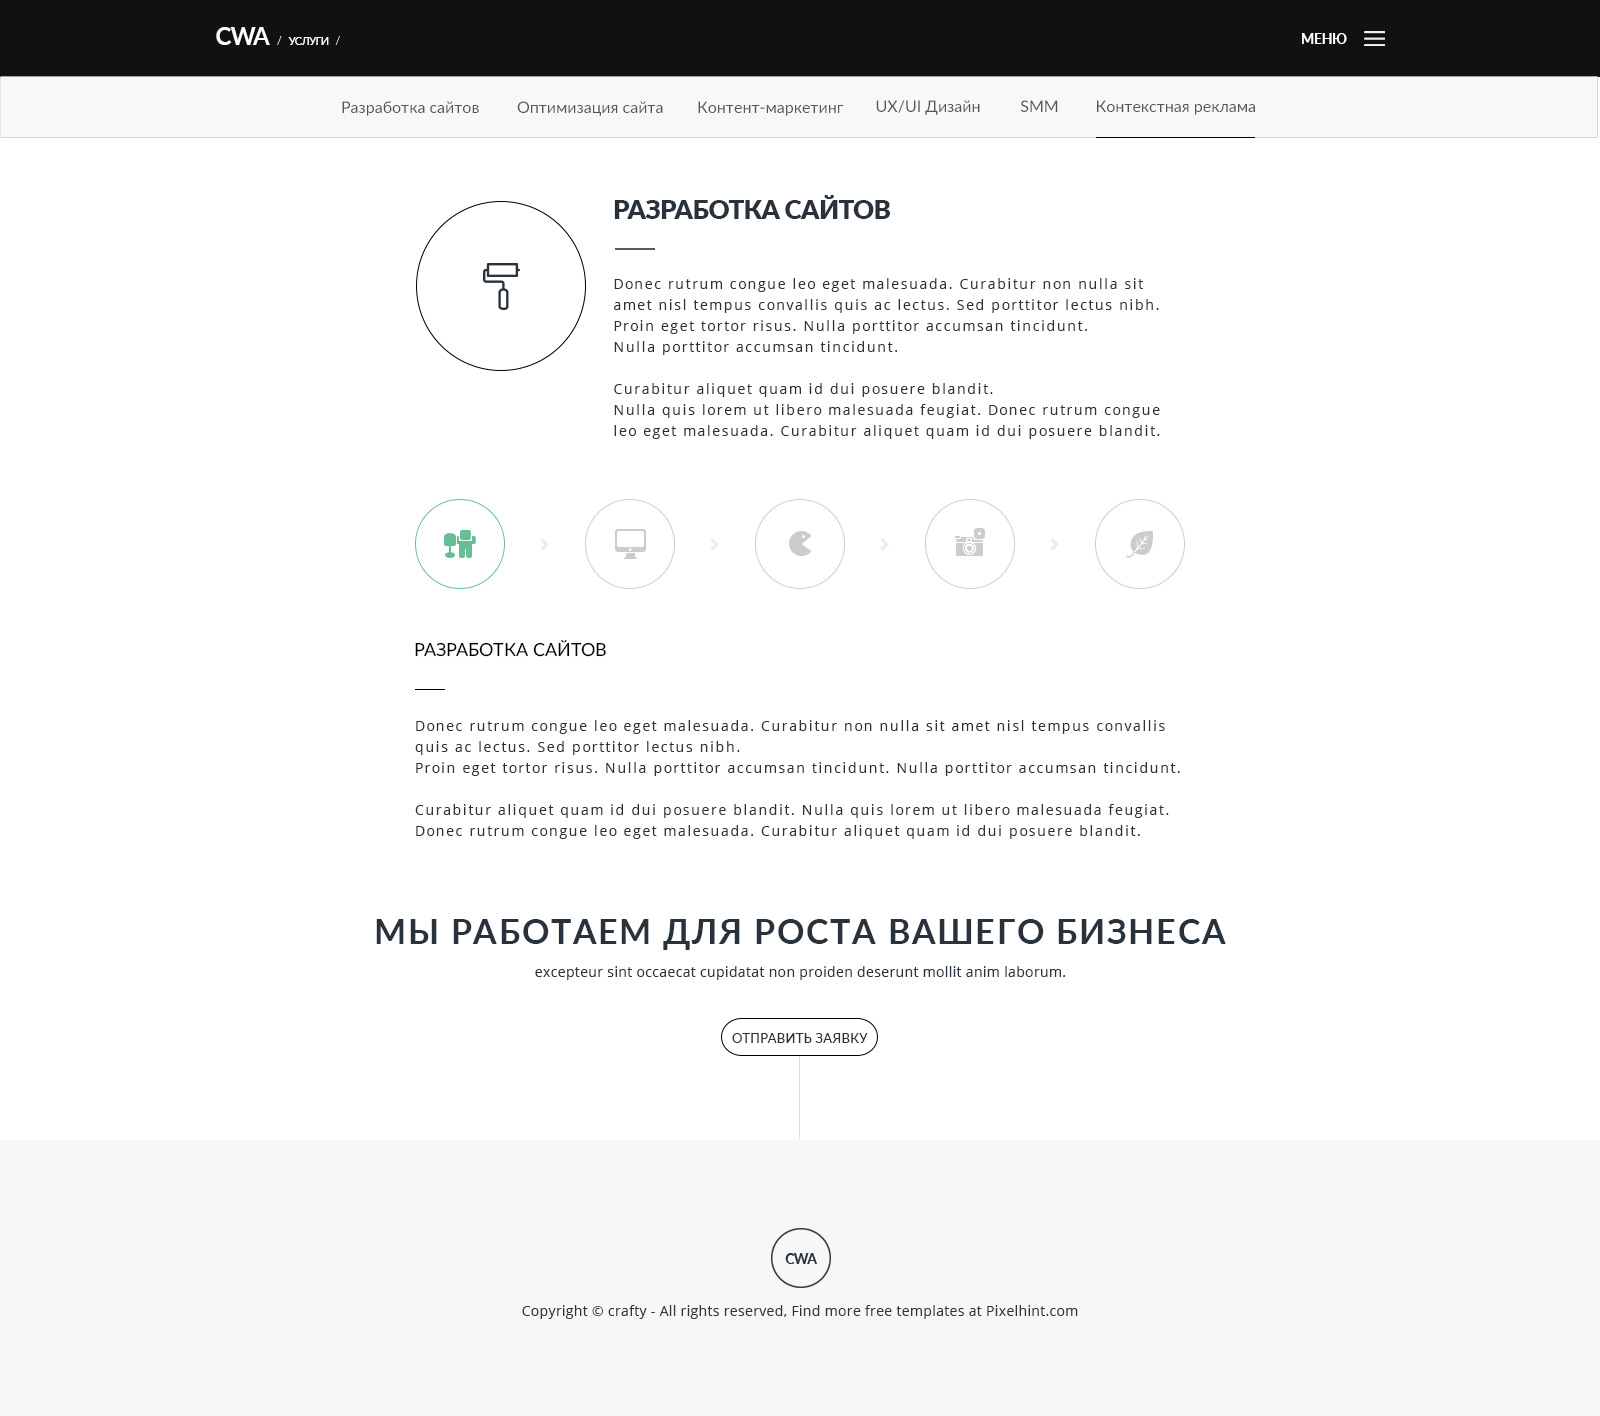 CWA / УСЛУГИ /
МЕНЮ
Разработка сайтов Оптимизация сайта Контент-маркетинг UX/UI Дизайн SMM Контекстная реклама
РАЗРАБОТКА САЙТОВ
Donec rutrum congue leo eget malesuada. Curabitur non nulla sit
amet nisl tempus convallis quis ac lectus. Sed porttitor lectus nibh.
Proin eget tortor risus. Nulla porttitor accumsan tincidunt.
Nulla porttitor accumsan tincidunt.
Curabitur aliquet quam id dui posuere blandit.
Nulla quis lorem ut libero malesuada feugiat. Donec rutrum congue
leo eget malesuada. Curabitur aliquet quam id dui posuere blandit.
РАЗРАБОТКА САЙТОВ
Donec rutrum congue leo eget malesuada. Curabitur non nulla sit amet nisl tempus convallis
quis ac lectus. Sed porttitor lectus nibh.
Proin eget tortor risus. Nulla porttitor accumsan tincidunt. Nulla porttitor accumsan tincidunt.
Curabitur aliquet quam id dui posuere blandit. Nulla quis lorem ut libero malesuada feugiat.
Donec rutrum congue leo eget malesuada. Curabitur aliquet quam id dui posuere blandit.
МЫ РАБОТАЕМ ДЛЯ РОСТА ВАШЕГО БИЗНЕСА
excepteur sint occaecat cupidatat non proiden deserunt mollit anim laborum.
ОТПРАВИТЬ ЗАЯВКУ
CWA
Copyright © crafty - All rights reserved, Find more free templates at Pixelhint.com